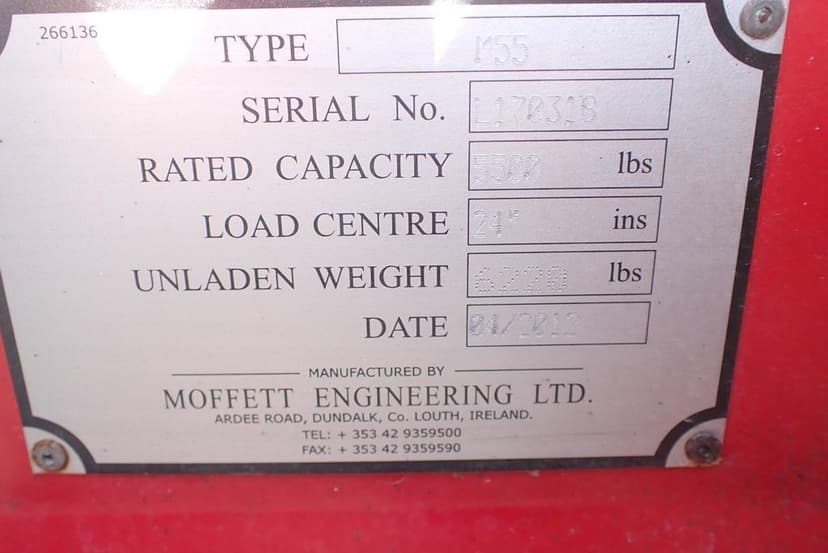 266136
TYPE M55
SERIAL No.
RATED CAPACITY 5500 lbs
LOAD CENTRE 24" ins
UNLADEN WEIGHT lbs
DATE 04/2012
MANUFACTURED BY
MOFFETT ENGINEERING LTD.
ARDEE ROAD, DUNDALK, Co. LOUTH, IRELAND.
TEL: + 353 42 9359500
FAX: + 353 42 9359590